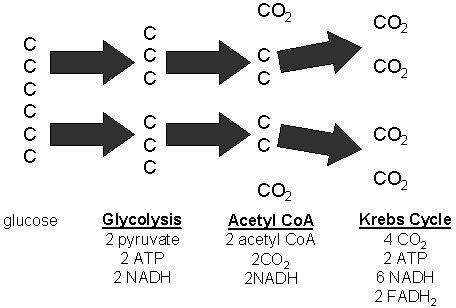 CO2
CO2
C
C
C
C
C
C
C
C
C
C
C
CO2
C
C
C
C
C
CO2
CO2
CO2
glucose
Glycolysis
2 pyruvate
2 ATP
2 NADH
Acetyl CoA
2 acetyl CoA
2CO2
2NADH
Krebs Cycle
4 CO2
2 ATP
6 NADH
2 FADH2